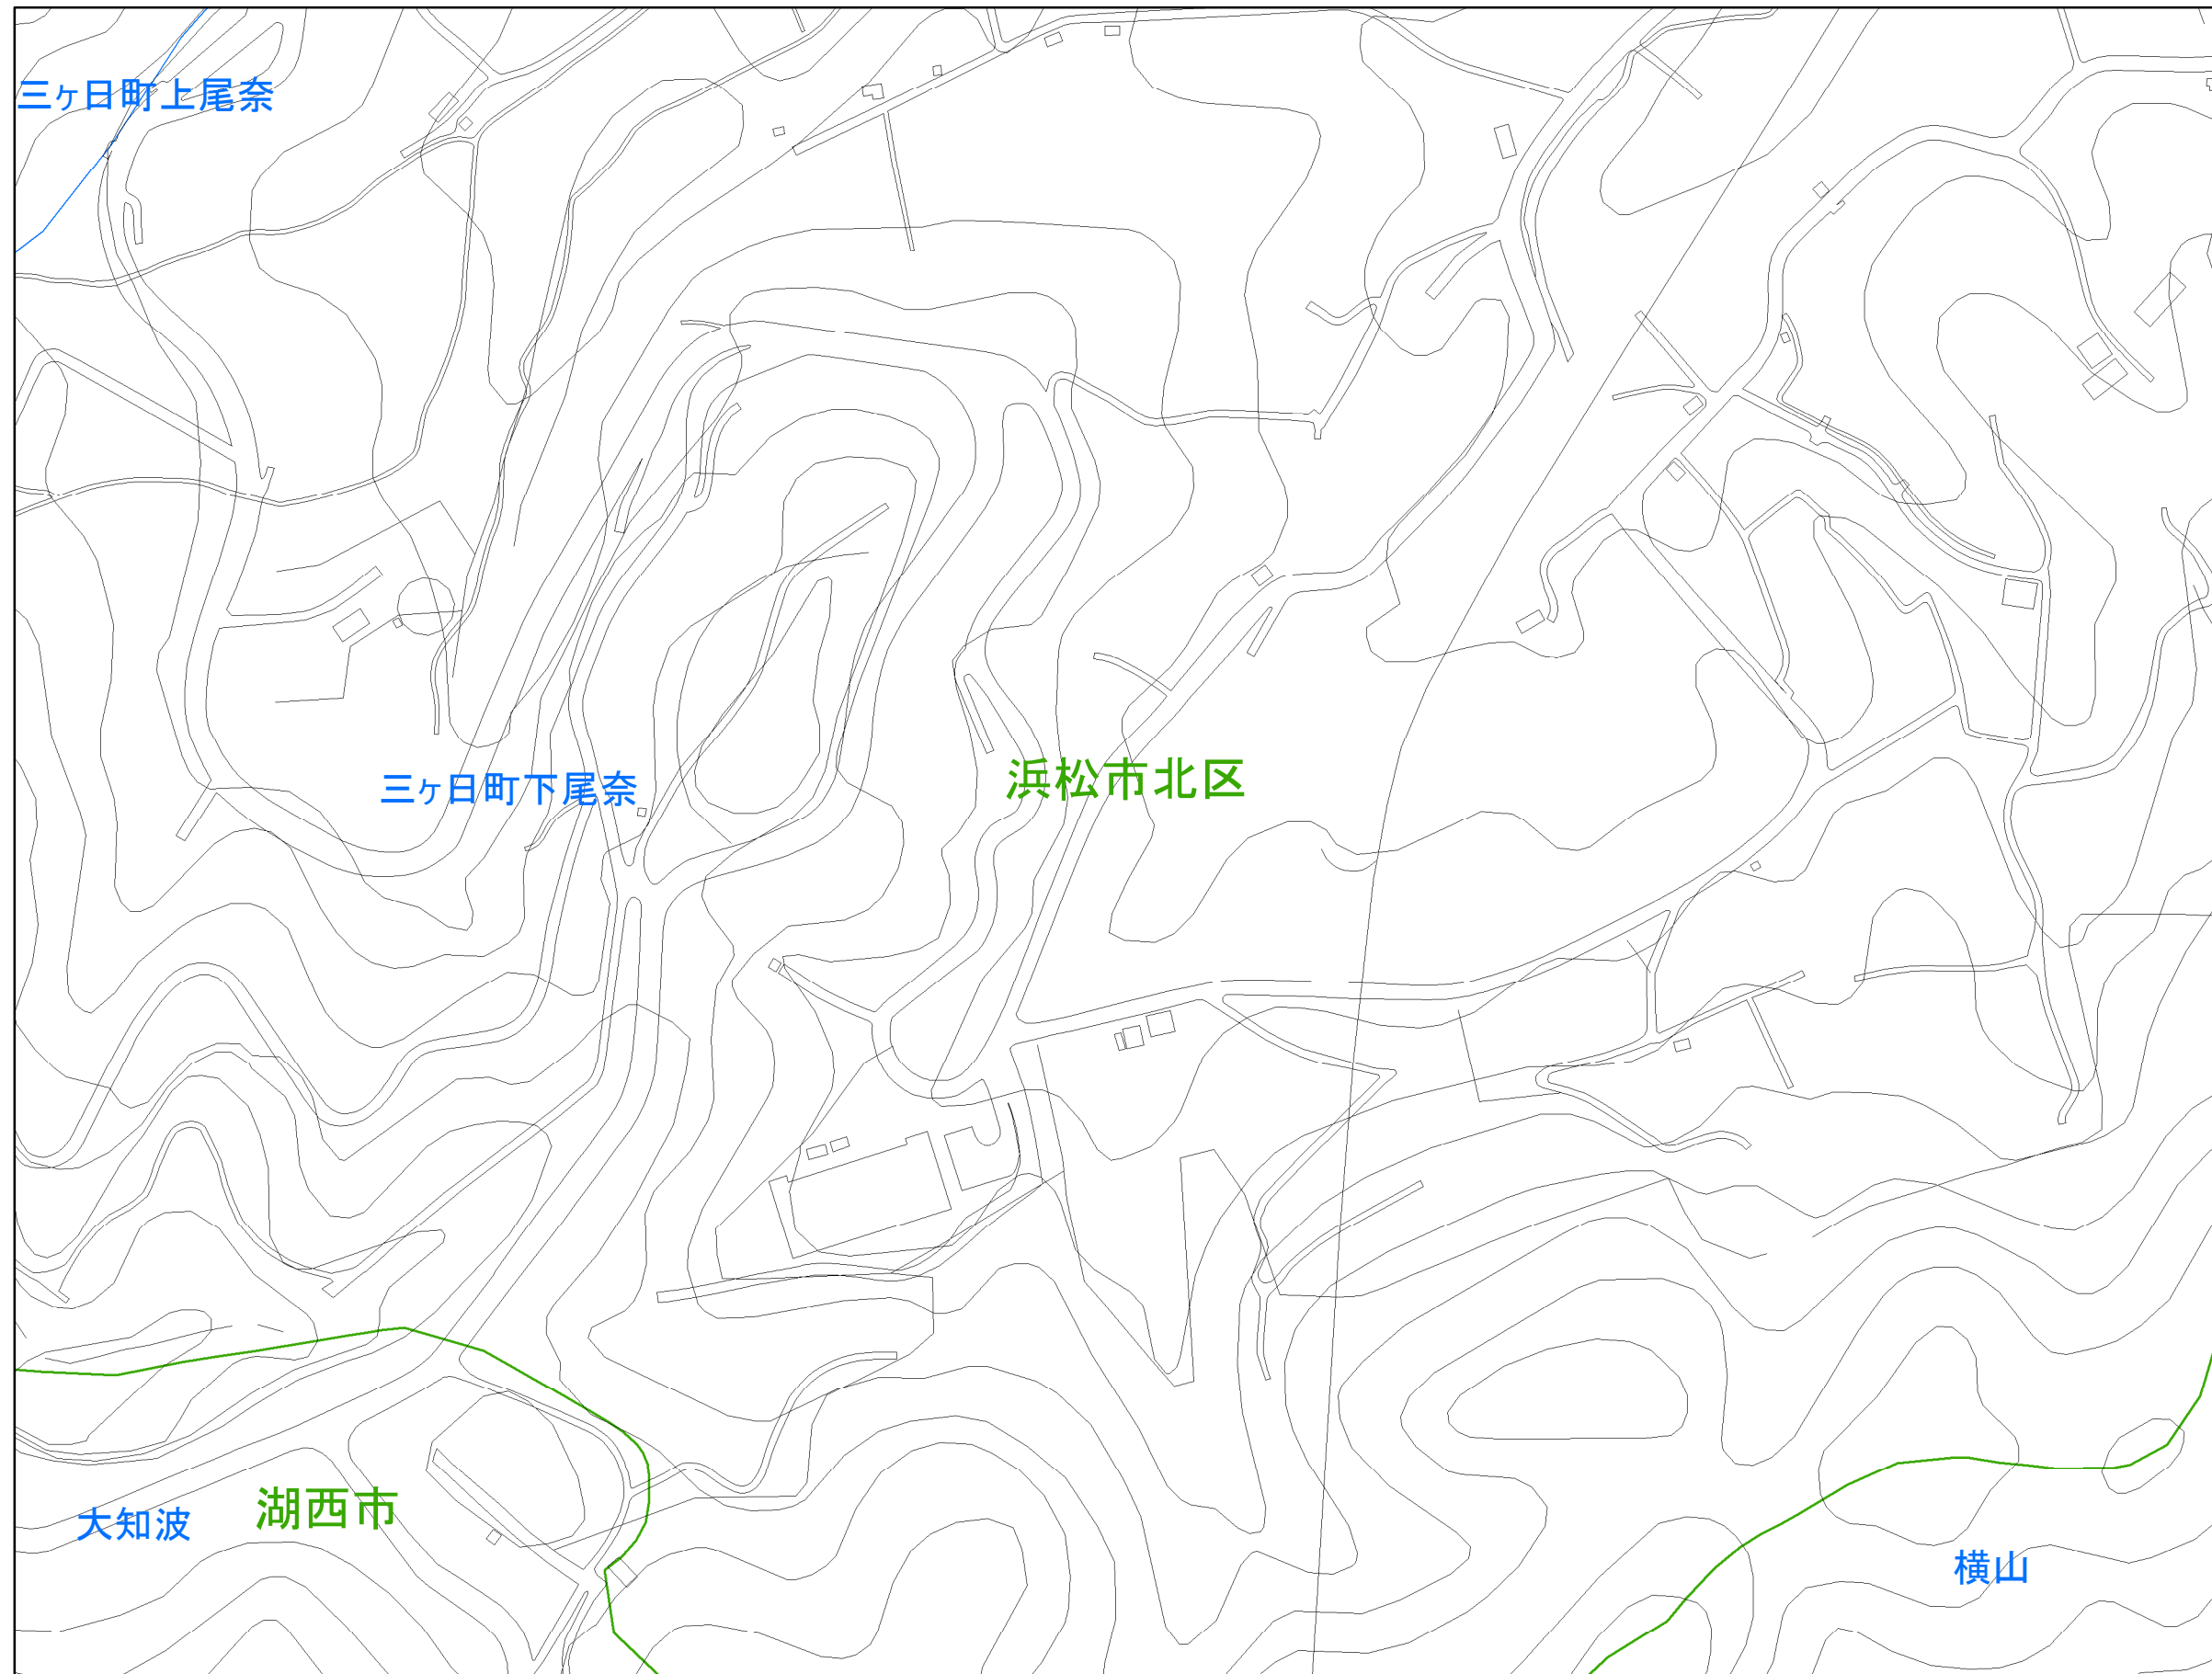 三ヶ日町上尾奈
三ヶ日町下尾奈
浜松市北区
湖西市
大知波
横山